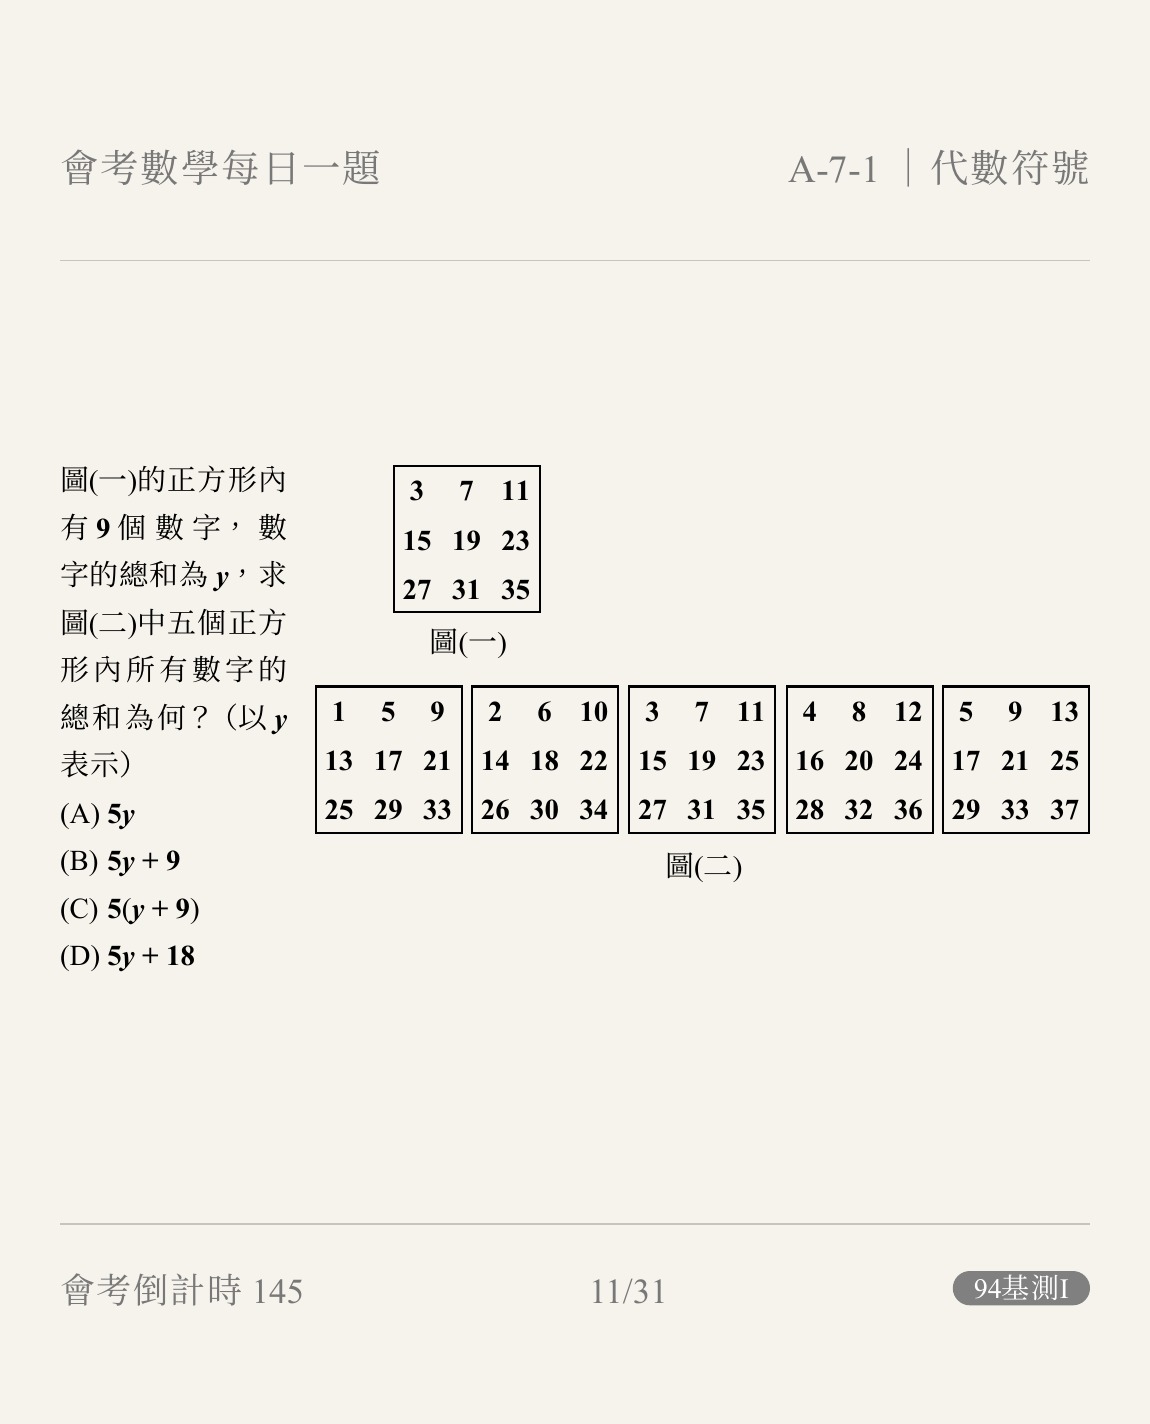 會考數學每日一題
A-7-1｜代數符號
圖(一)的正方形內
有 9 個數字，數
字的總和為 y，求
圖(二)中五個正方
形內所有數字的
總和為何？（以 y
表示）
(A) 5y
(B) 5y + 9
(C) 5(y + 9)
(D) 5y + 18
3 7 11
15 19 23
27 31 35
圖(一)
1 5 9
13 17 21
25 29 33
2 6 10
14 18 22
26 30 34
3 7 11
15 19 23
27 31 35
4 8 12
16 20 24
28 32 36
5 9 13
17 21 25
29 33 37
圖(二)
會考倒計時 145
11/31
94基測I